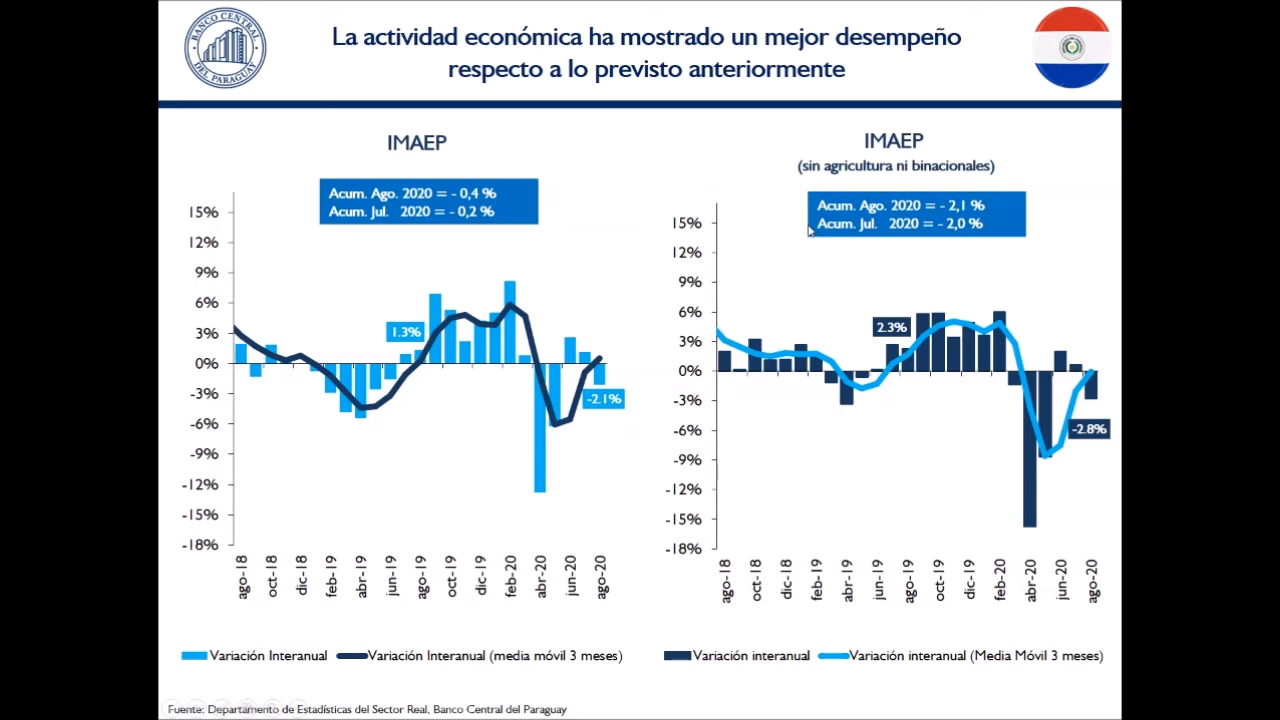 BANCO CENTRAL
DEL PARAGUAY
La actividad económica ha mostrado un mejor desempeño
respecto a lo previsto anteriormente
IMAEP
Acum. Ago. 2020 = - 0,4 %
Acum. Jul. 2020 = - 0,2 %
15%
12%
9%
6%
3%
0%
-3%
-6%
-9%
-12%
-15%
-18%
1.3%
-2.1%
ago-18
oct-18
dic-18
feb-19
abr-19
jun-19
ago-19
oct-19
dic-19
feb-20
abr-20
jun-20
ago-20
Variación Interanual
Variación Interanual (media móvil 3 meses)
IMAEP
(sin agricultura ni binacionales)
Acum. Ago. 2020 = - 2,1 %
Acum. Jul. 2020 = - 2,0 %
15%
12%
9%
6%
3%
0%
-3%
-6%
-9%
-12%
-15%
-18%
2.3%
-2.8%
ago-18
oct-18
dic-18
feb-19
abr-19
jun-19
ago-19
oct-19
dic-19
feb-20
abr-20
jun-20
ago-20
Variación interanual
Variación interanual (Media Móvil 3 meses)
Fuente: Departamento de Estadísticas del Sector Real, Banco Central del Paraguay